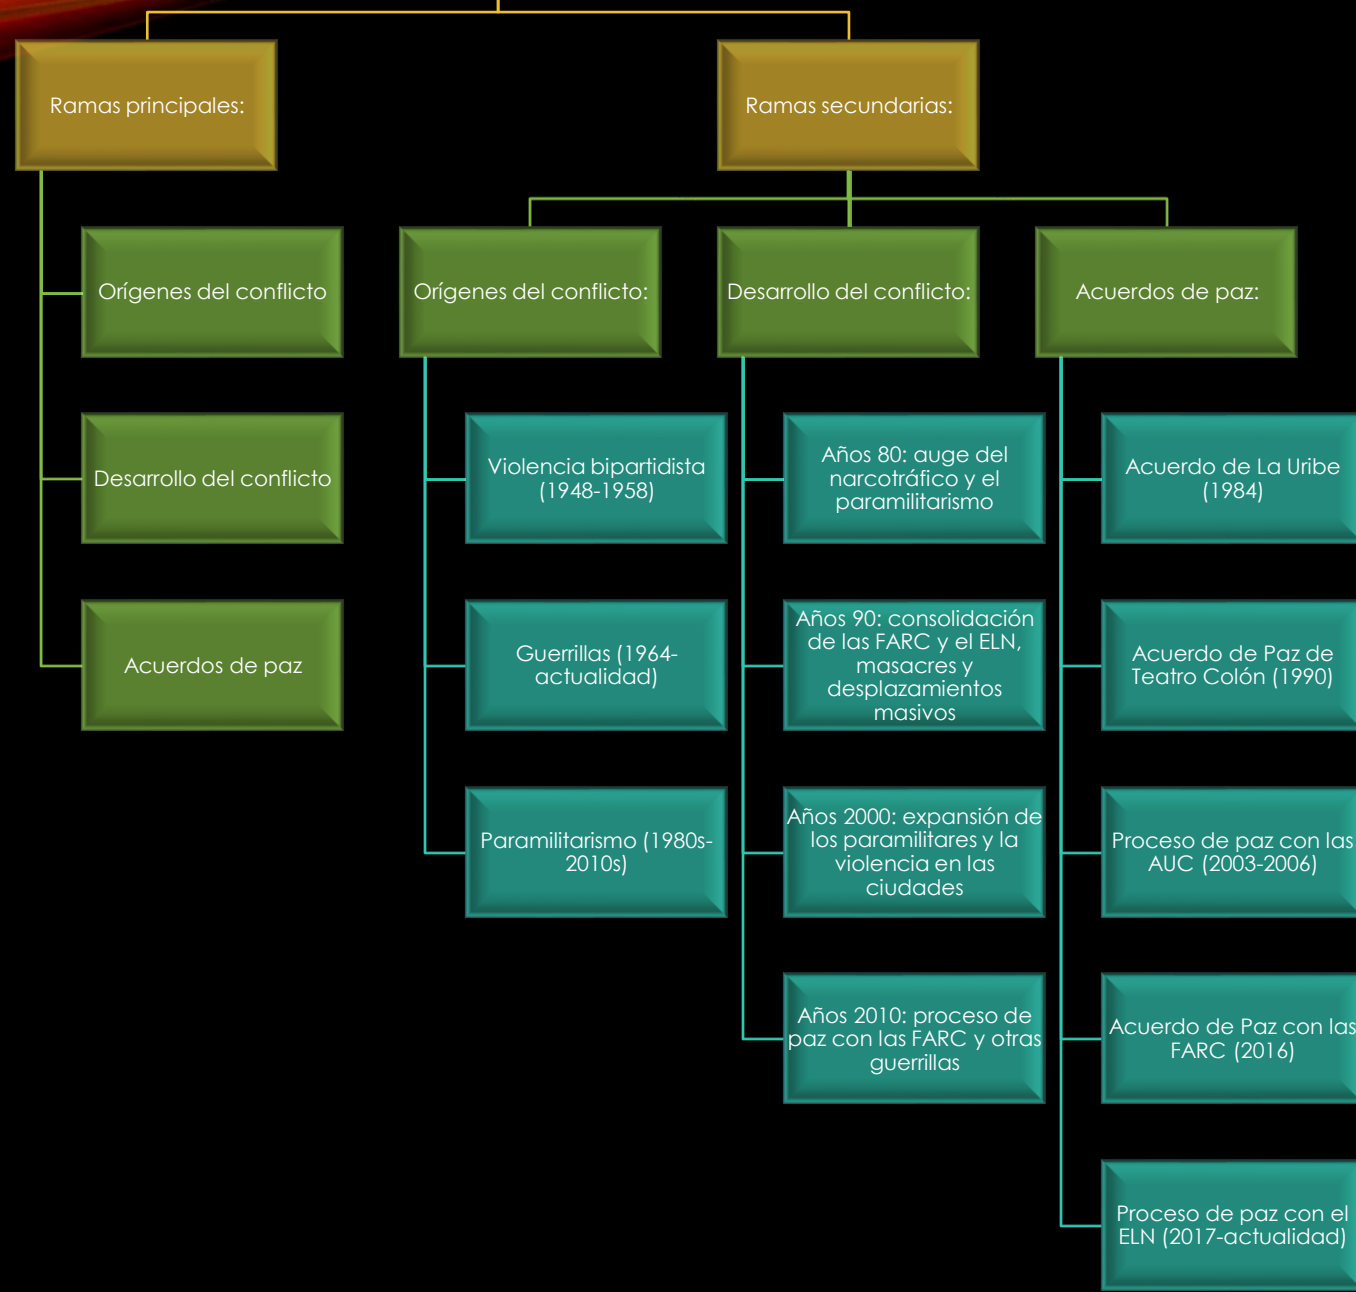 Ramas principales:
Orígenes del conflicto
Desarrollo del conflicto
Acuerdos de paz
Ramas secundarias:
Orígenes del conflicto:
Violencia bipartidista
(1948-1958)
Guerrillas (1964-
actualidad)
Paramilitarismo (1980s-
2010s)
Desarrollo del conflicto:
Años 80: auge del
narcotráfico y el
paramilitarismo
Años 90: consolidación
de las FARC y el ELN,
masacres y
desplazamientos
masivos
Años 2000: expansión de
los paramilitares y la
violencia en las
ciudades
Años 2010: proceso de
paz con las FARC y otras
guerrillas
Acuerdos de paz:
Acuerdo de La Uribe
(1984)
Acuerdo de Paz de
Teatro Colón (1990)
Proceso de paz con las
AUC (2003-2006)
Acuerdo de Paz con las
FARC (2016)
Proceso de paz con el
ELN (2017-actualidad)